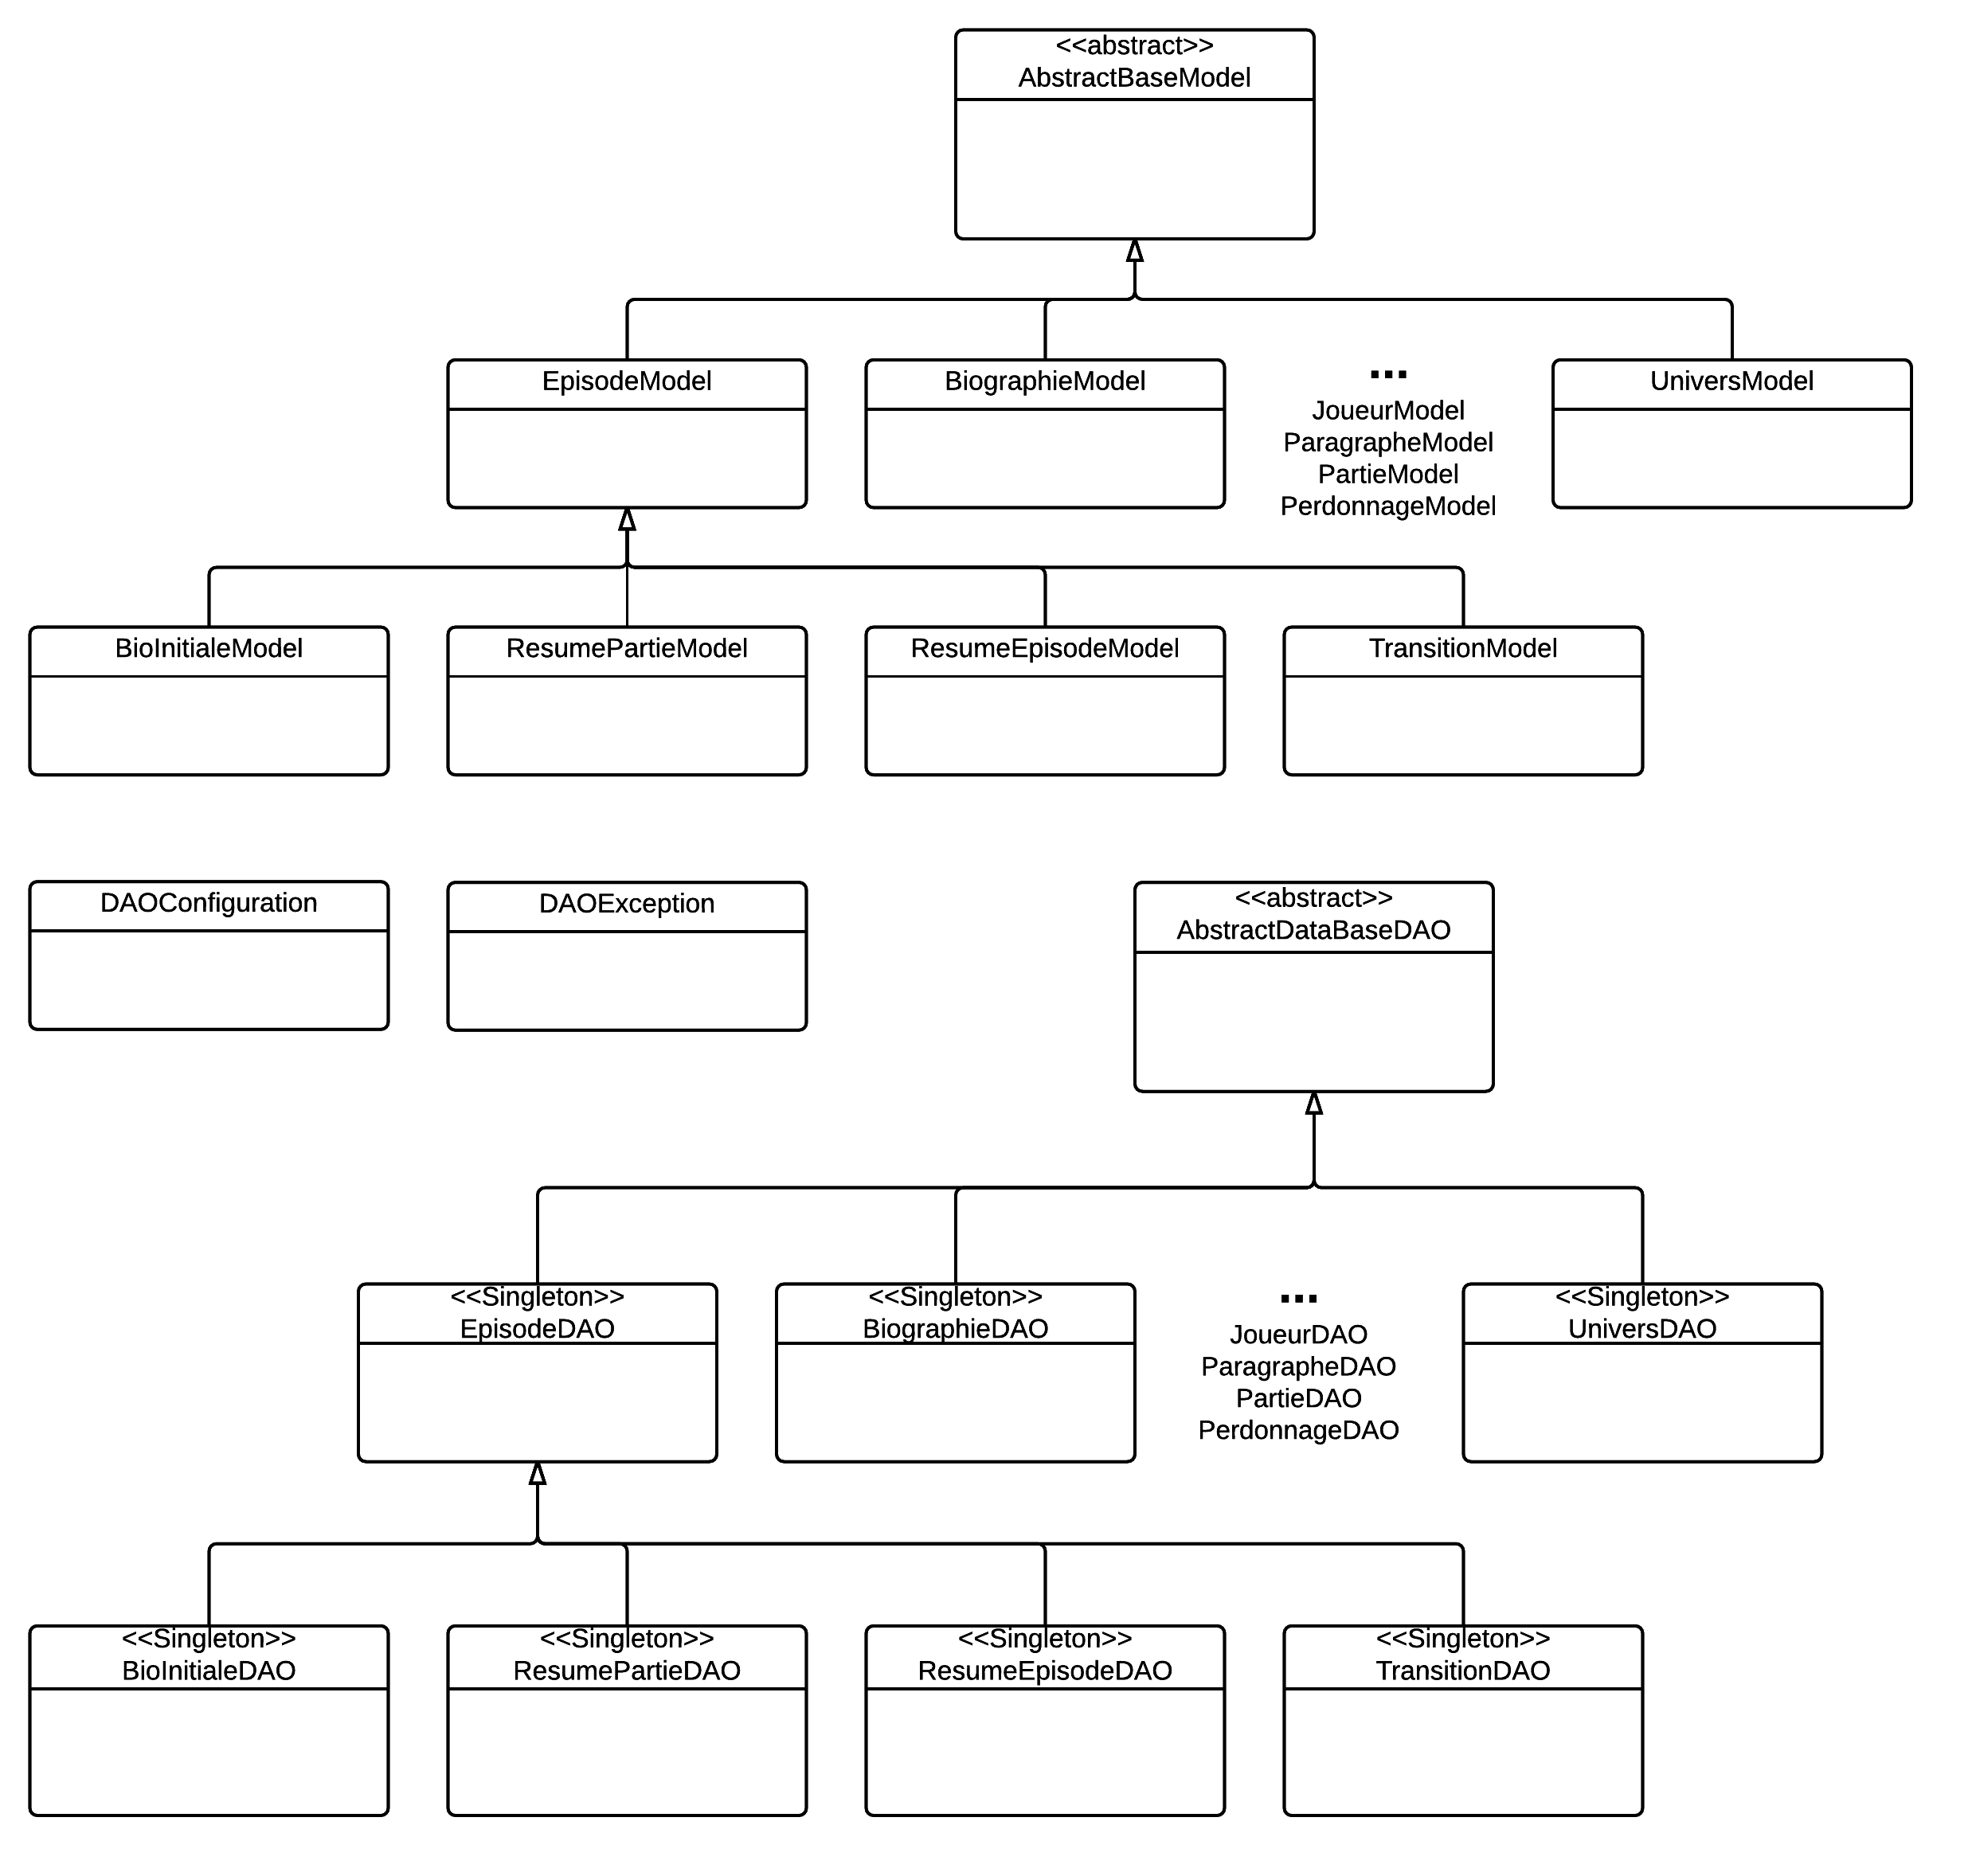 <<abstract>>
AbstractBaseModel
EpisodeModel
BiographieModel
...
JoueurModel
ParagrapheModel
PartieModel
PerdonnageModel
UniversModel
BioInitialeModel
ResumePartieModel
ResumeEpisodeModel
TransitionModel
DAOConfiguration
DAOException
<<abstract>>
AbstractDataBaseDAO
<<Singleton>>
EpisodeDAO
<<Singleton>>
BiographieDAO
...
JoueurDAO
ParagrapheDAO
PartieDAO
PerdonnageDAO
<<Singleton>>
UniversDAO
<<Singleton>>
BioInitialeDAO
<<Singleton>>
ResumePartieDAO
<<Singleton>>
ResumeEpisodeDAO
<<Singleton>>
TransitionDAO